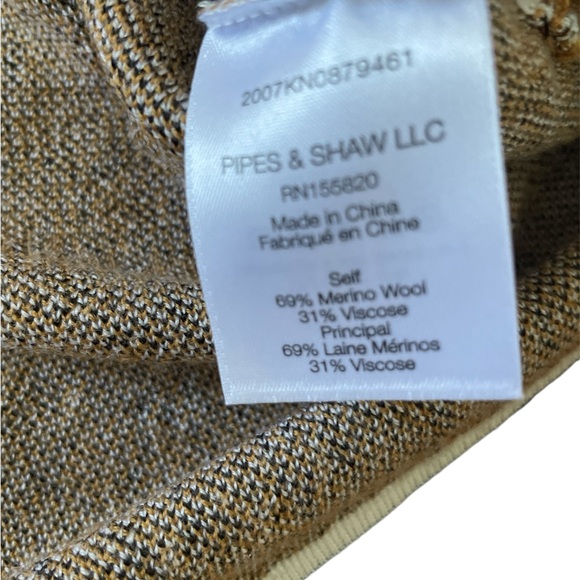 2007KN0879461
PIPES & SHAW LLC
RN155820
Made in China
Fabriqué en Chine
Self
69% Merino Wool
31% Viscose
Principal
69% Laine Mérinos
31% Viscose